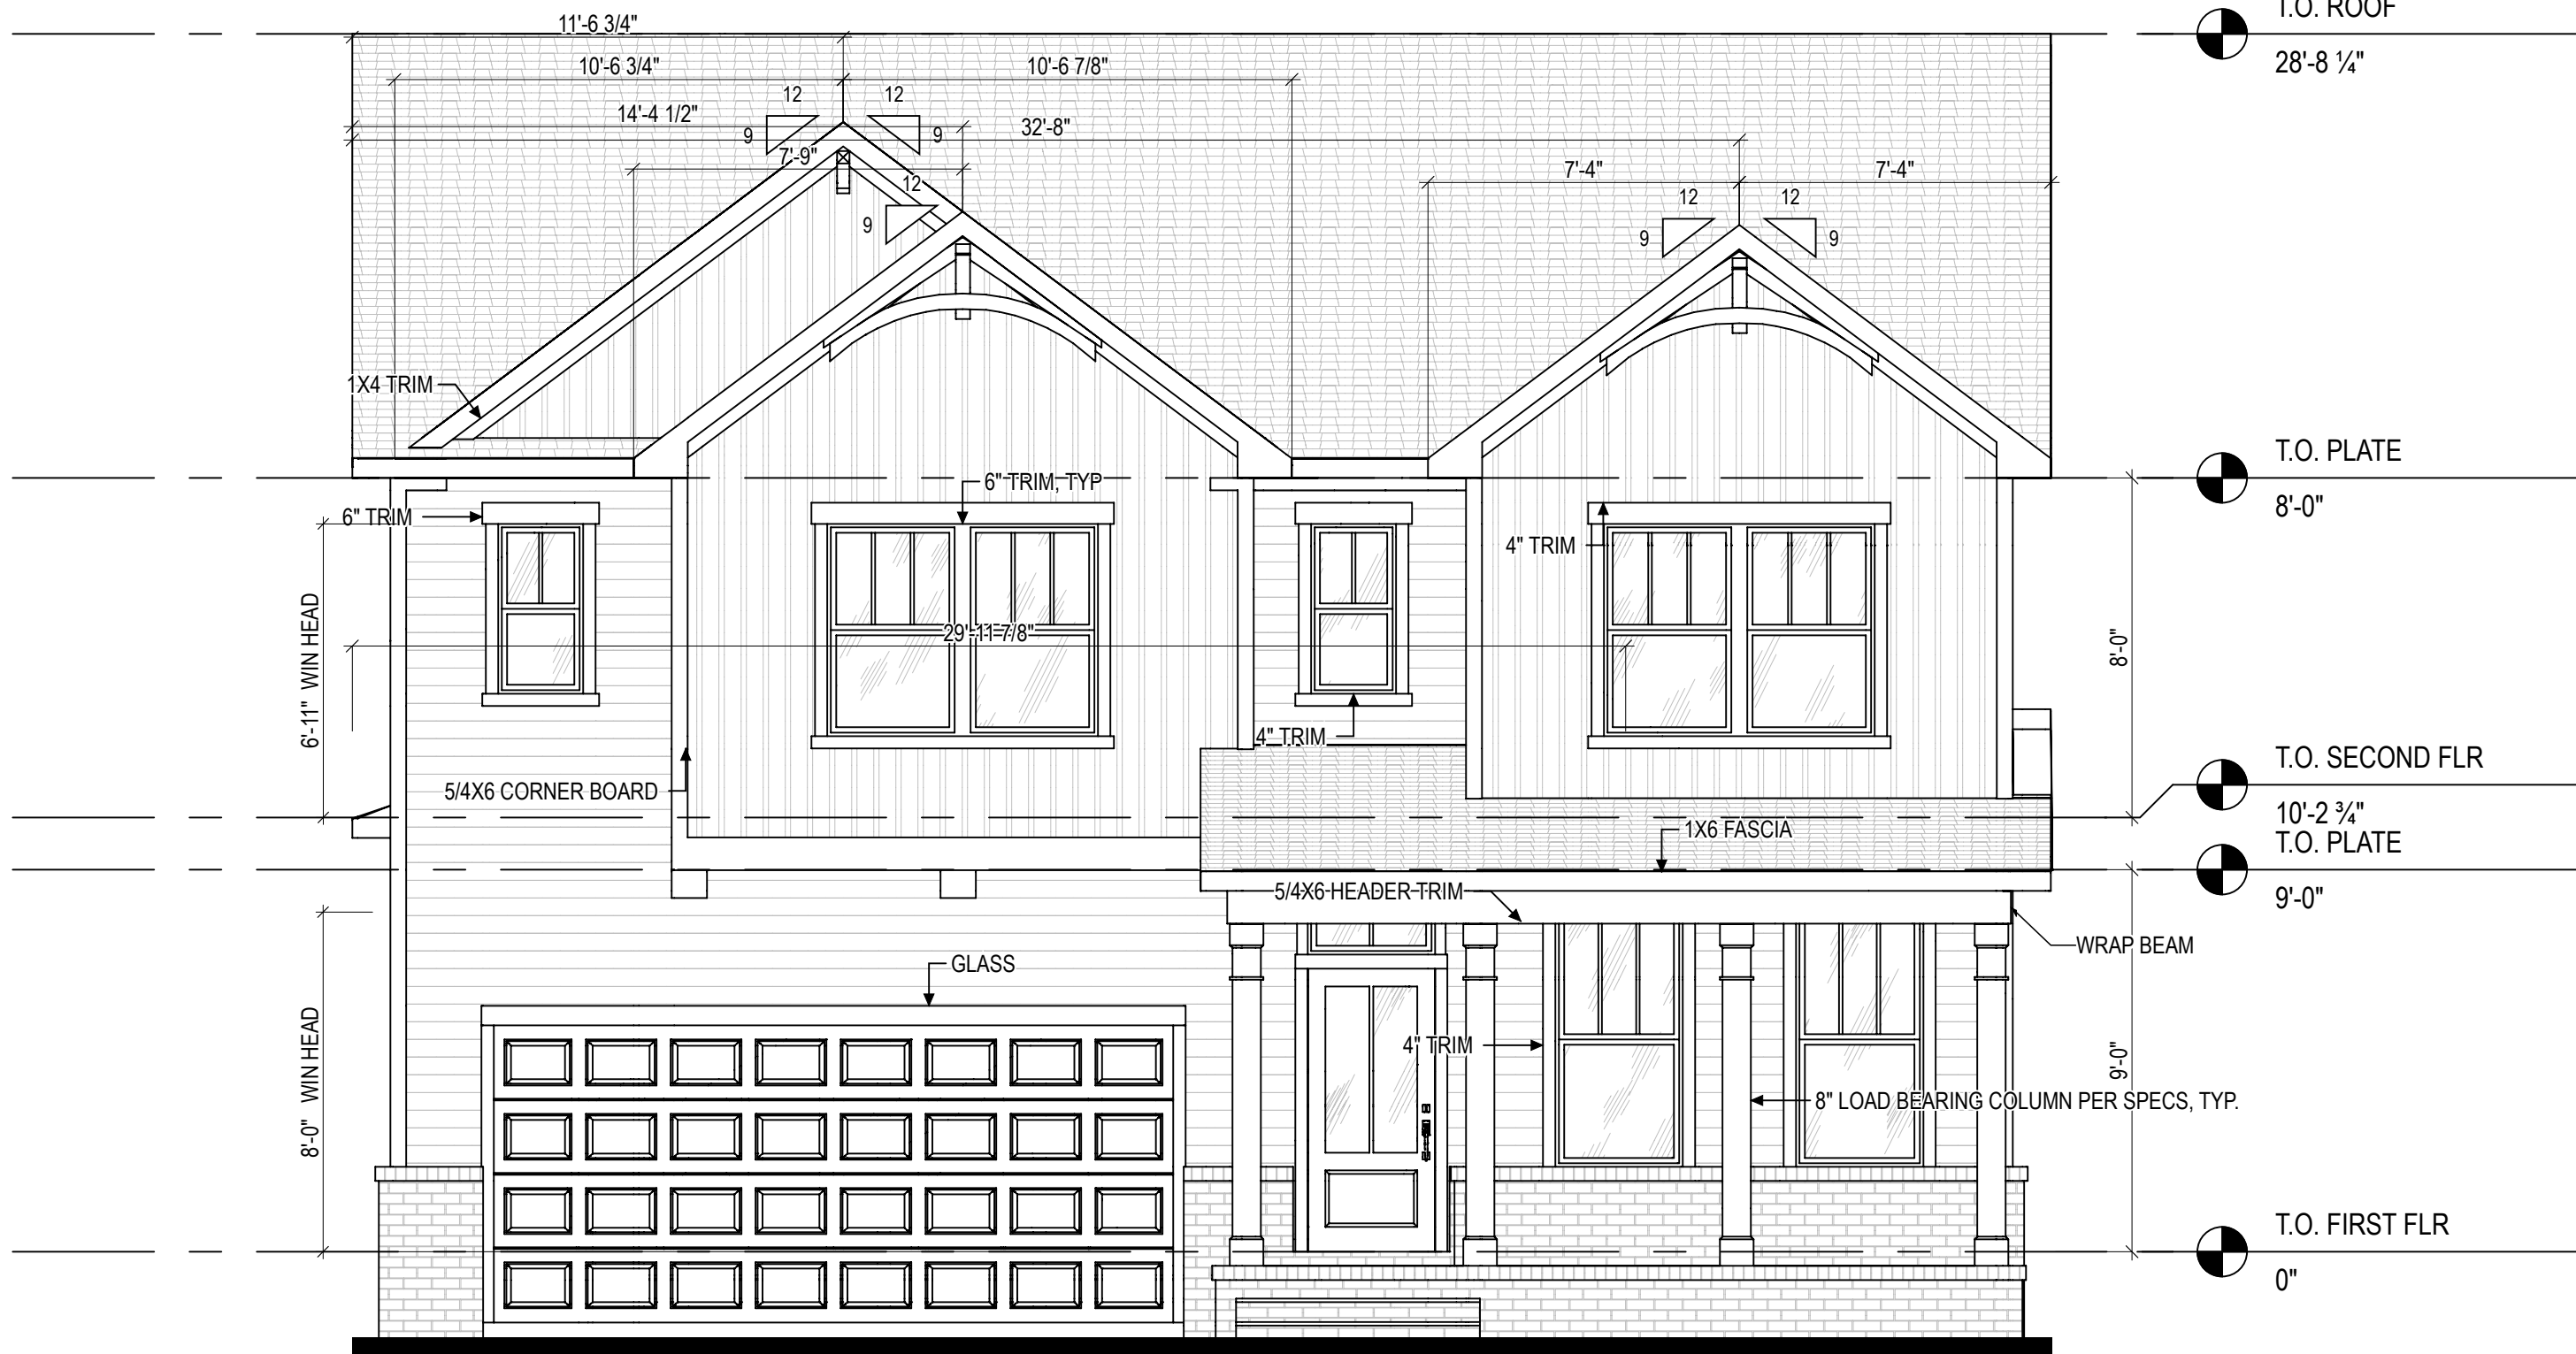 T.O. ROOF
28'-8 ¼"
11'-6 3/4"
10'-6 3/4"
10'-6 7/8"
14'-4 1/2"
12
12
9
9
32'-8"
7'-9"
12
9
7'-4"
7'-4"
12
12
9
9
1X4 TRIM
T.O. PLATE
8'-0"
6" TRIM, TYP
6" TRIM
4" TRIM
6'-11" WIN HEAD
29'-11 7/8"
8'-0"
4" TRIM
5/4X6 CORNER BOARD
T.O. SECOND FLR
10'-2 ¾"
1X6 FASCIA
T.O. PLATE
9'-0"
5/4X6 HEADER TRIM
WRAP BEAM
GLASS
8'-0" WIN HEAD
4" TRIM
9'-0"
8" LOAD BEARING COLUMN PER SPECS, TYP.
T.O. FIRST FLR
0"